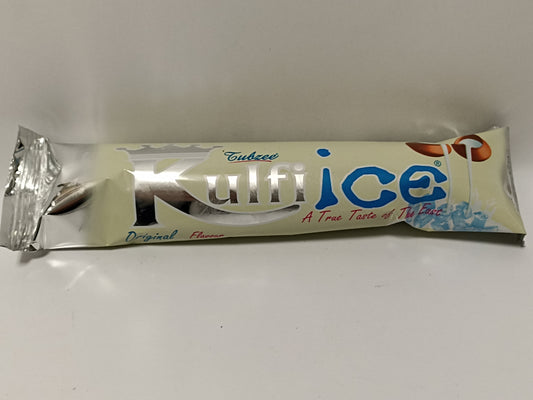 Tubzee
Kulfi ice®
A True Taste of The East
Original Flavour